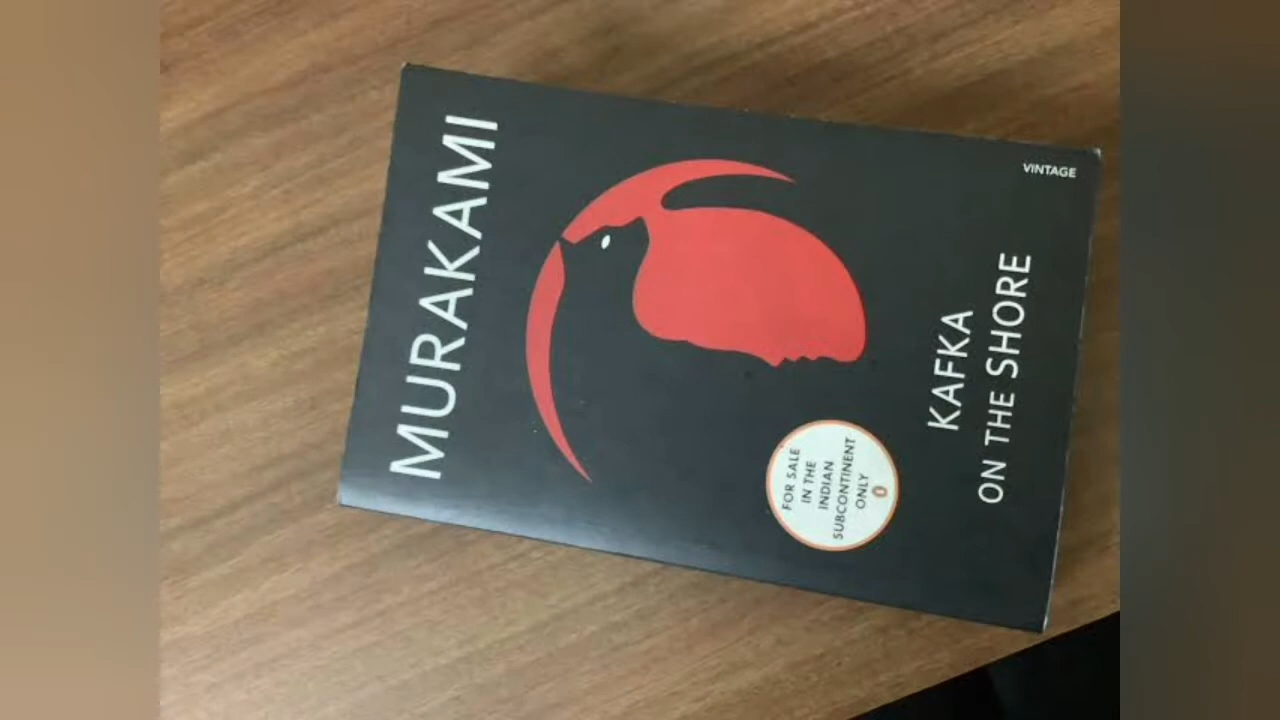 MURAKAMI
FOR SALE
IN THE
INDIAN
SUBCONTINENT
ONLY
KAFKA
ON THE SHORE
VINTAGE